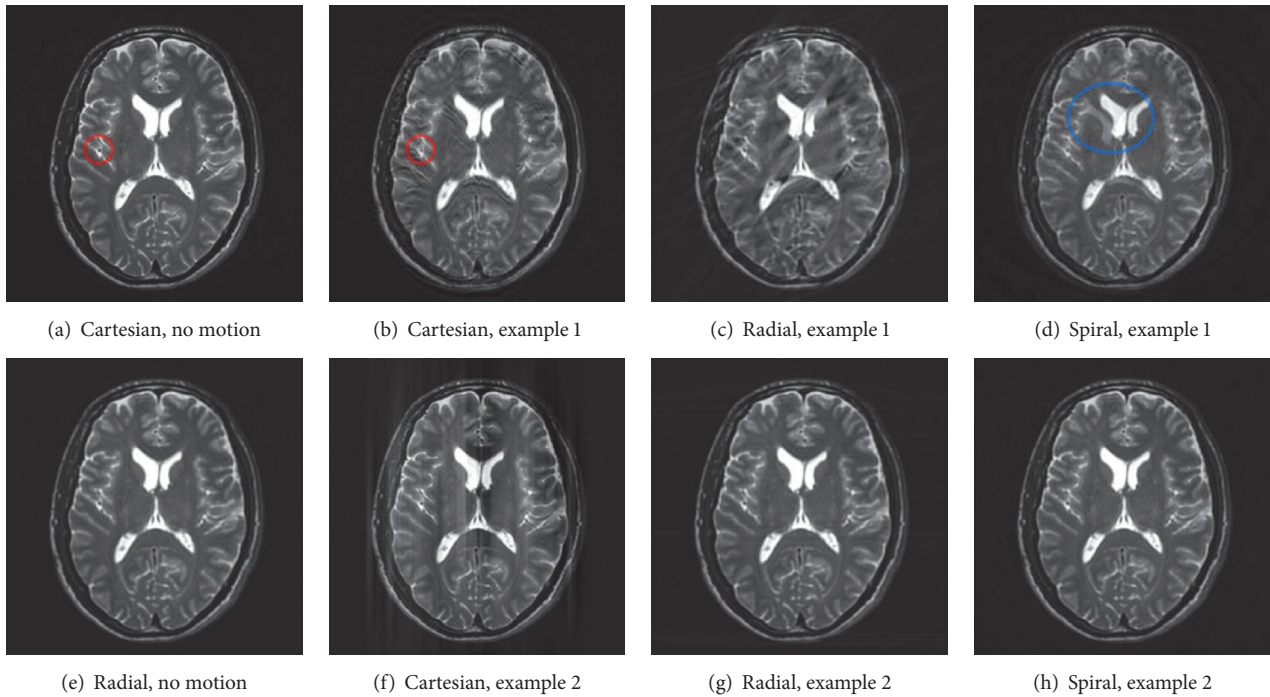 (a) Cartesian, no motion
(b) Cartesian, example 1
(c) Radial, example 1
(d) Spiral, example 1
(e) Radial, no motion
(f) Cartesian, example 2
(g) Radial, example 2
(h) Spiral, example 2